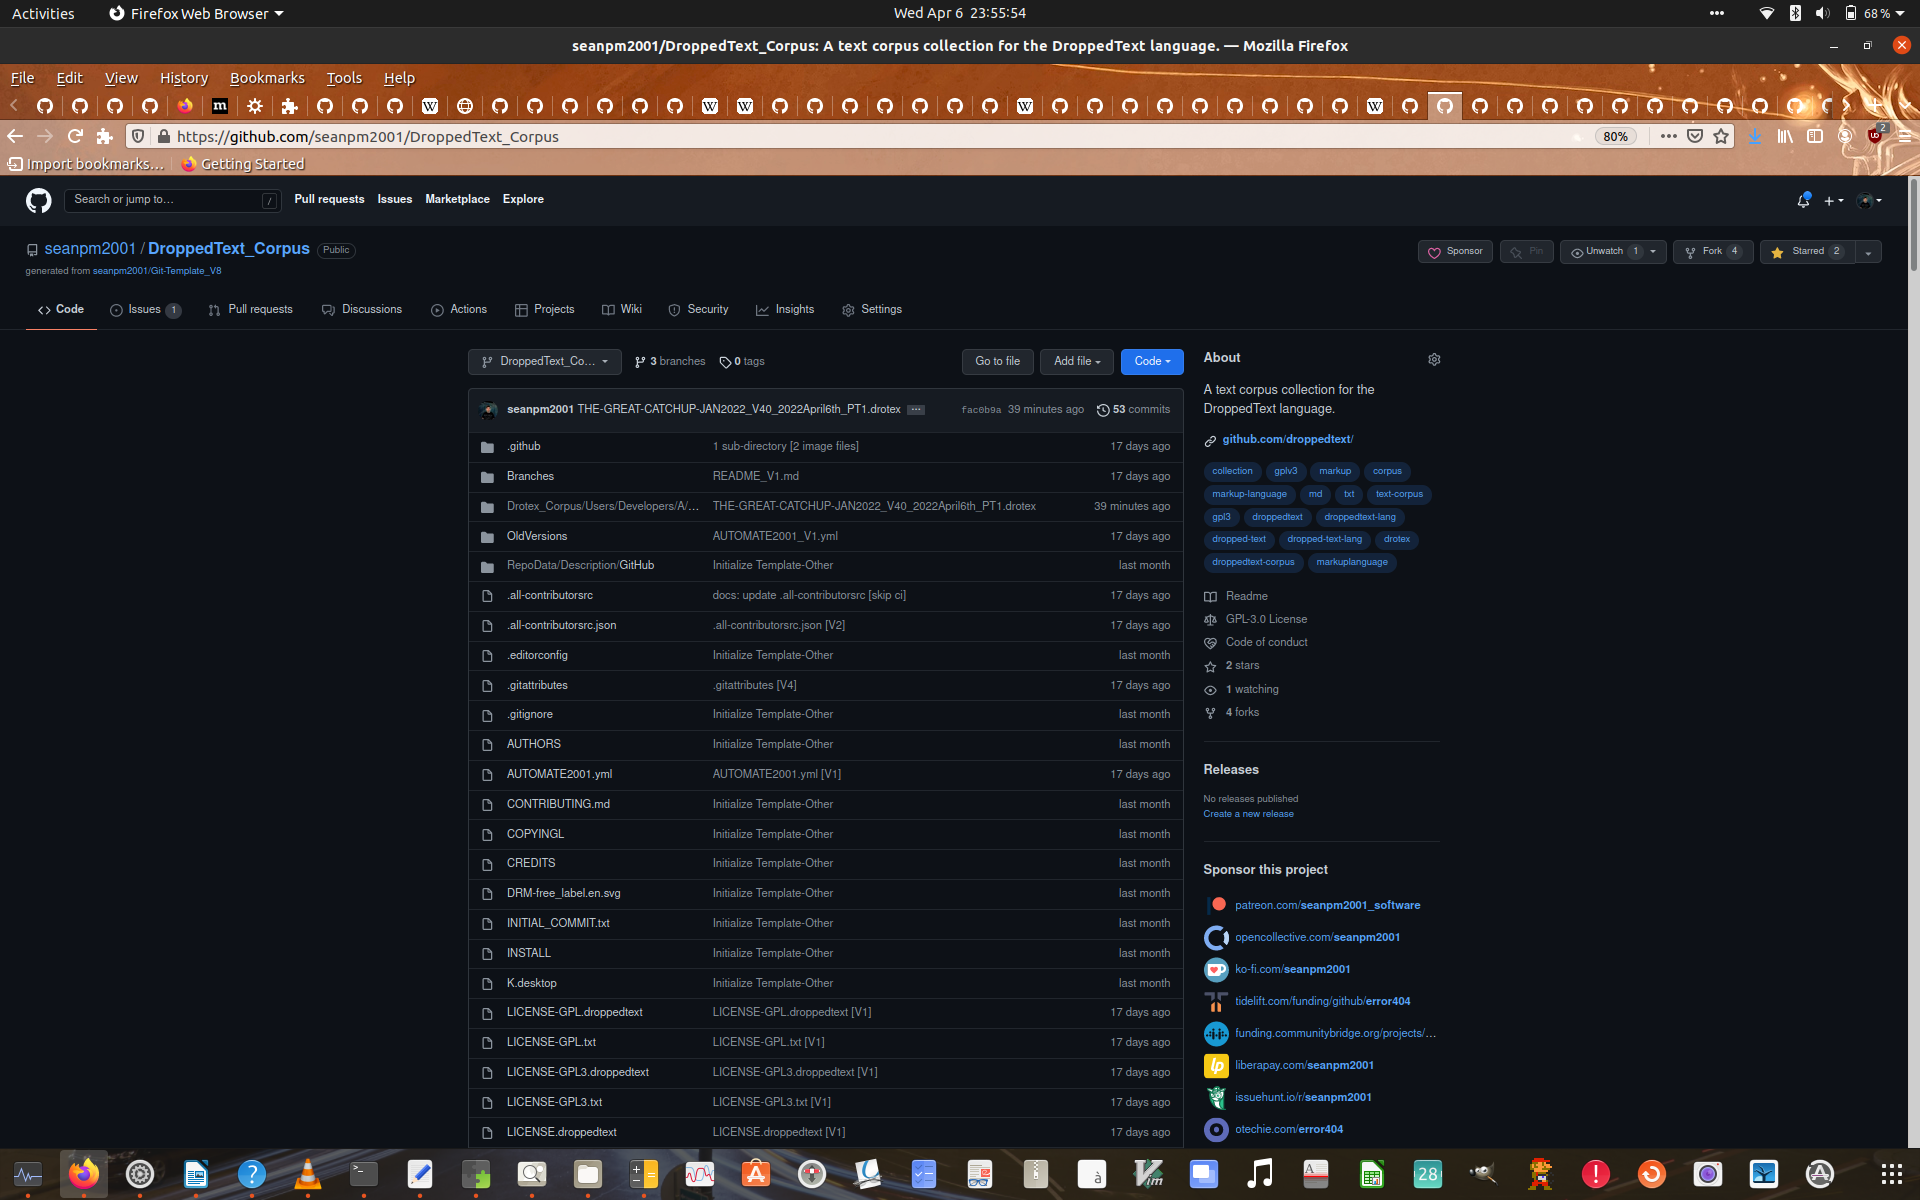 Activities
Firefox Web Browser
Wed Apr 6 23:55:54
68 %
seanpm2001/DroppedText_Corpus: A text corpus collection for the DroppedText language. — Mozilla Firefox
File Edit View History Bookmarks Tools Help
https://github.com/seanpm2001/DroppedText_Corpus
80%
2
Import bookmarks…
Getting Started
Search or jump to…
/
Pull requests Issues Marketplace Explore
seanpm2001 / DroppedText_Corpus
Public
generated from seanpm2001/Git-Template_V8
Sponsor
Pin
Unwatch 1
Fork 4
Starred 2
Code
Issues 1
Pull requests
Discussions
Actions
Projects
Wiki
Security
Insights
Settings
DroppedText_Co…
3 branches
0 tags
Go to file
Add file
Code
seanpm2001 THE-GREAT-CATCHUP-JAN2022_V40_2022April6th_PT1.drotex … fac0b9a 39 minutes ago 53 commits
.github 1 sub-directory [2 image files] 17 days ago
Branches README_V1.md 17 days ago
Drotex_Corpus/Users/Developers/A/… THE-GREAT-CATCHUP-JAN2022_V40_2022April6th_PT1.drotex 39 minutes ago
OldVersions AUTOMATE2001_V1.yml 17 days ago
RepoData/Description/GitHub Initialize Template-Other last month
.all-contributorsrc docs: update .all-contributorsrc [skip ci] 17 days ago
.all-contributorsrc.json .all-contributorsrc.json [V2] 17 days ago
.editorconfig Initialize Template-Other last month
.gitattributes .gitattributes [V4] 17 days ago
.gitignore Initialize Template-Other last month
AUTHORS Initialize Template-Other last month
AUTOMATE2001.yml AUTOMATE2001.yml [V1] 17 days ago
CONTRIBUTING.md Initialize Template-Other last month
COPYINGL Initialize Template-Other last month
CREDITS Initialize Template-Other last month
DRM-free_label.en.svg Initialize Template-Other last month
INITIAL_COMMIT.txt Initialize Template-Other last month
INSTALL Initialize Template-Other last month
K.desktop Initialize Template-Other last month
LICENSE-GPL.droppedtext LICENSE-GPL.droppedtext [V1] 17 days ago
LICENSE-GPL.txt LICENSE-GPL.txt [V1] 17 days ago
LICENSE-GPL3.droppedtext LICENSE-GPL3.droppedtext [V1] 17 days ago
LICENSE-GPL3.txt LICENSE-GPL3.txt [V1] 17 days ago
LICENSE.droppedtext LICENSE.droppedtext [V1] 17 days ago
About
A text corpus collection for the
DroppedText language.
github.com/droppedtext/
collection gplv3 markup corpus
markup-language md txt text-corpus
gpl3 droppedtext droppedtext-lang
dropped-text dropped-text-lang drotex
droppedtext-corpus markuplanguage
Readme
GPL-3.0 License
Code of conduct
2 stars
1 watching
4 forks
Releases
No releases published
Create a new release
Sponsor this project
patreon.com/seanpm2001_software
opencollective.com/seanpm2001
ko-fi.com/seanpm2001
tidelift.com/funding/github/error404
funding.communitybridge.org/projects/…
liberapay.com/seanpm2001
issuehunt.io/r/seanpm2001
otechie.com/error404
28